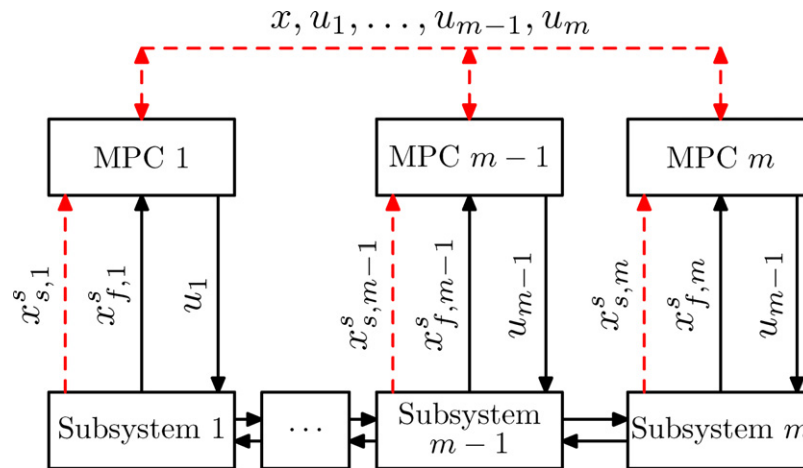 x, u_1, . . . , u_{m−1}, u_m
MPC 1
MPC m − 1
MPC m
x^s_{s,1}
x^s_{f,1}
u_1
x^s_{s,m−1}
x^s_{f,m−1}
u_{m−1}
x^s_{s,m}
x^s_{f,m}
u_{m−1}
Subsystem 1
. . .
Subsystem
m − 1
Subsystem m